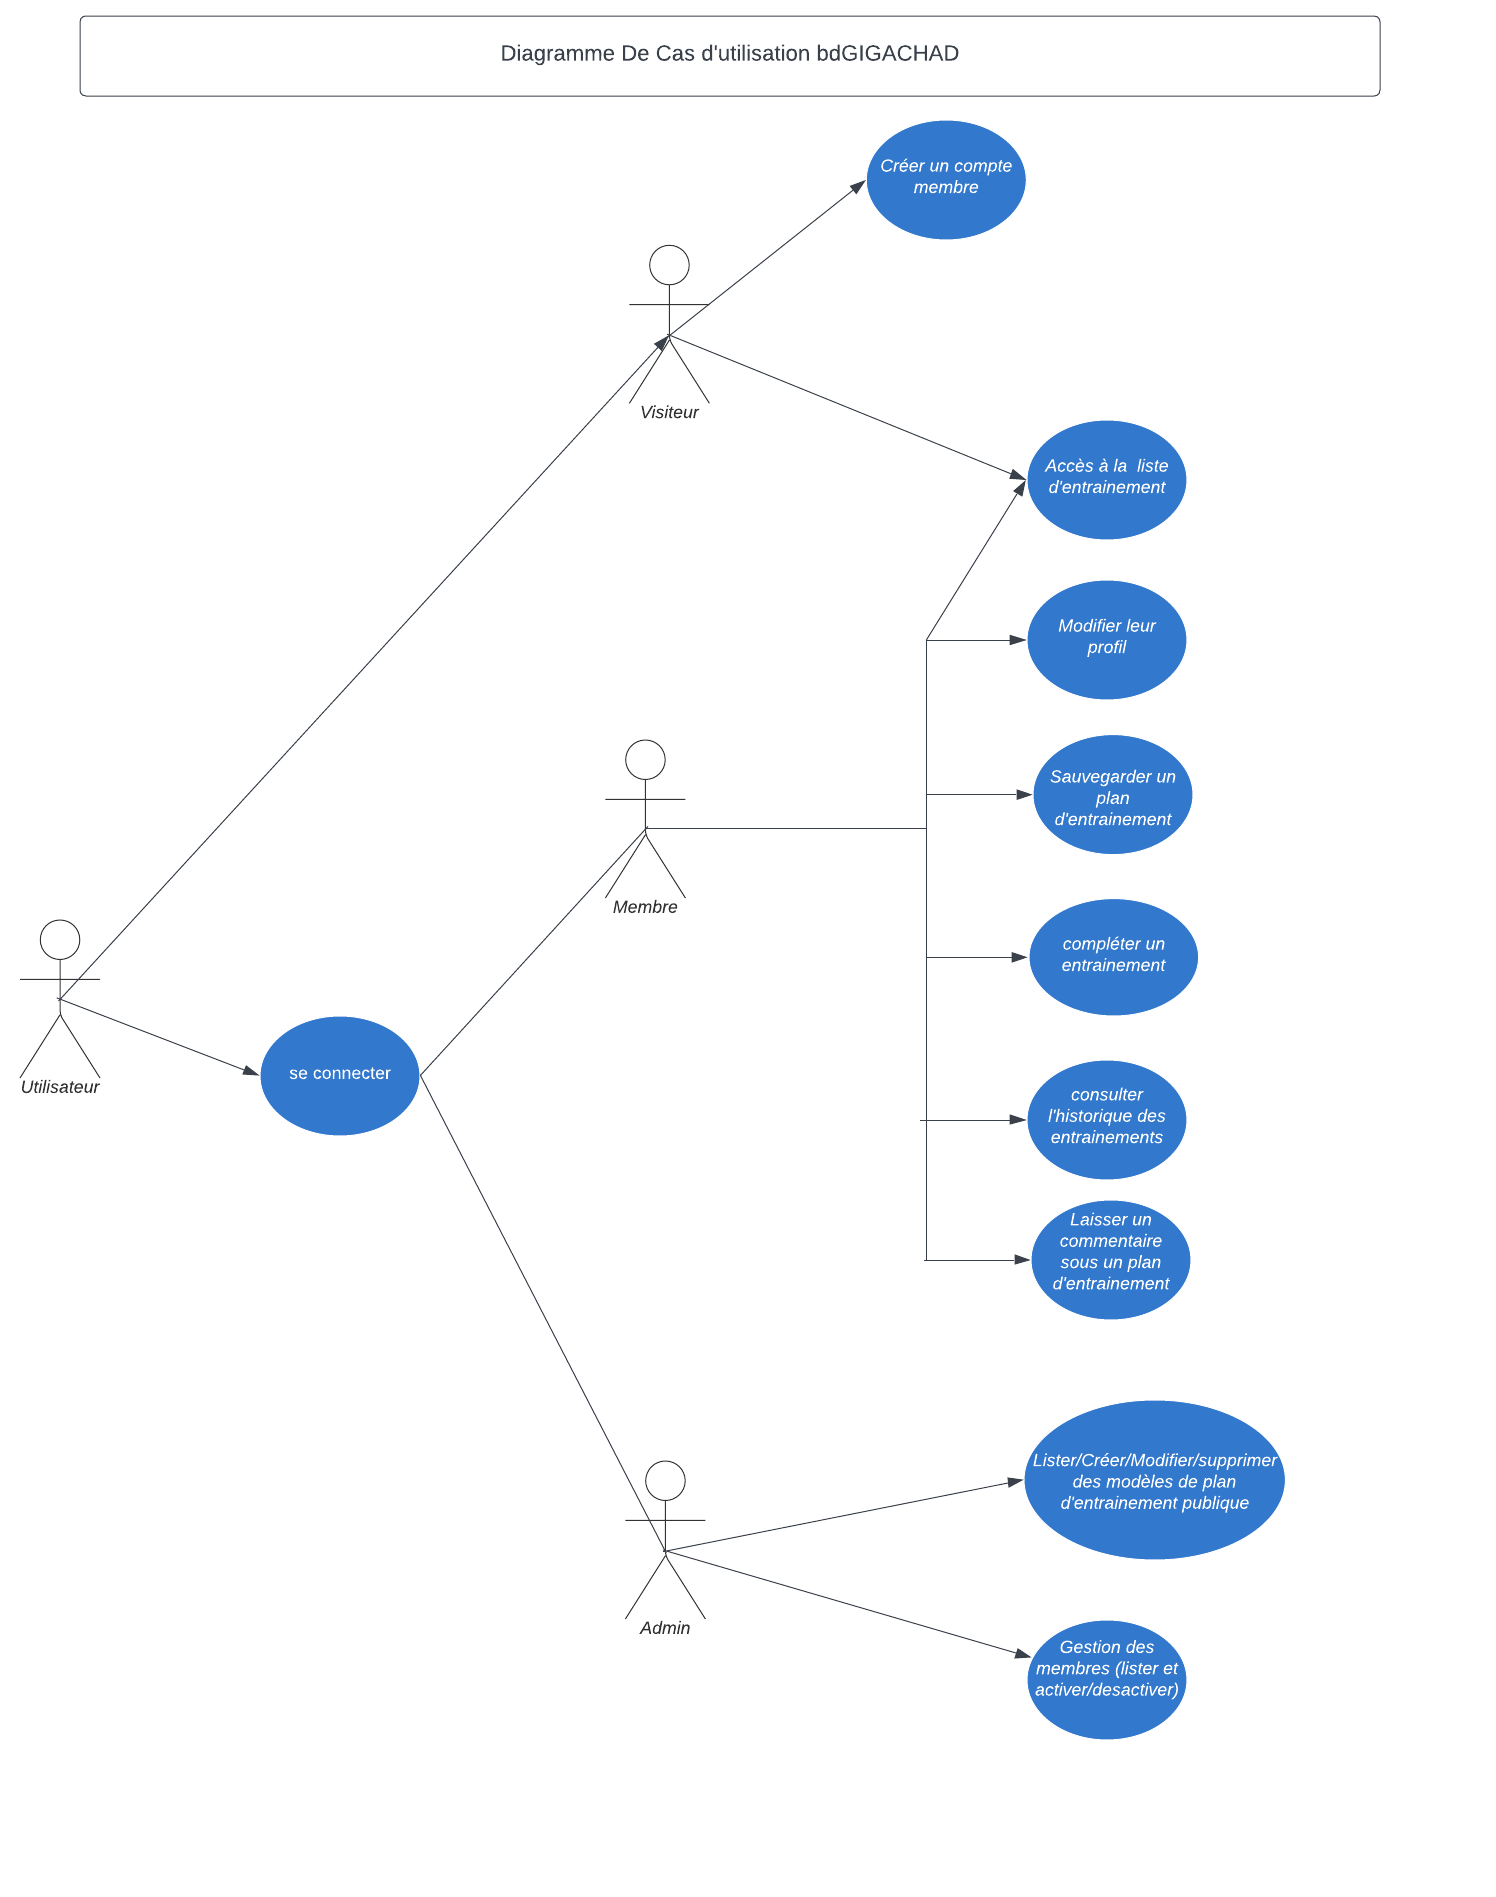 Diagramme De Cas d'utilisation bdGIGACHAD
Créer un compte
membre
Visiteur
Accès à la  liste
d'entrainement
Modifier leur
profil
Sauvegarder un
plan
d'entrainement
Membre
compléter un
entrainement
Utilisateur
se connecter
consulter
l'historique des
entrainements
Laisser un
commentaire
sous un plan
d'entrainement
Lister/Créer/Modifier/supprimer
des modèles de plan
d'entrainement publique
Admin
Gestion des
membres (lister et
activer/desactiver)